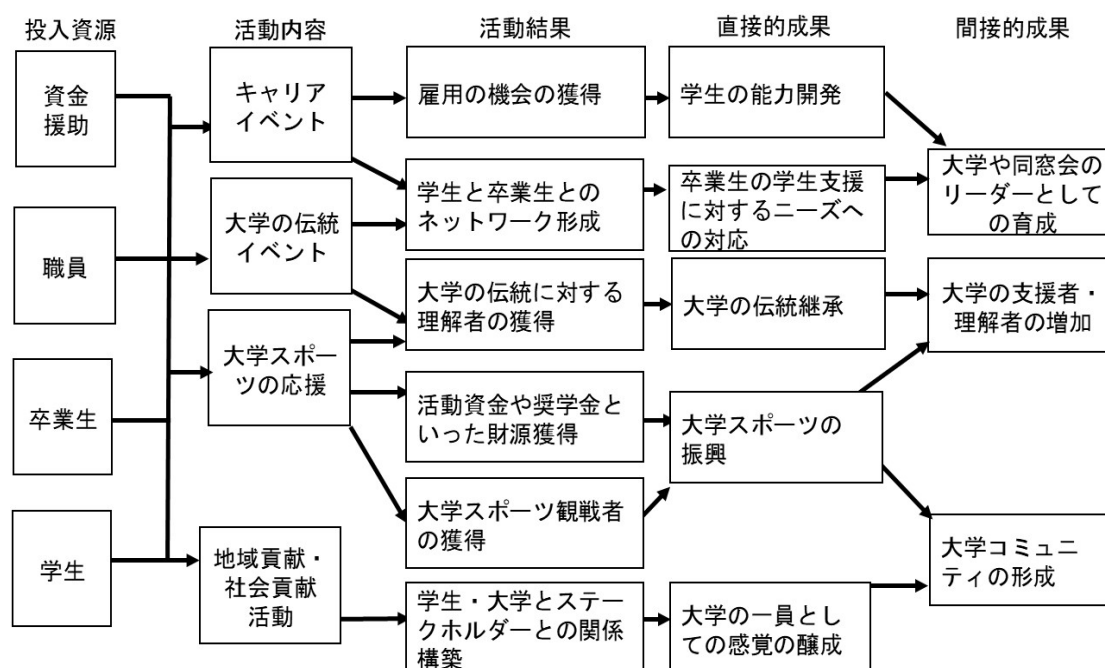 投入資源
活動内容
活動結果
直接的成果
間接的成果
資金
援助
職員
卒業生
学生
キャリア
イベント
大学の伝統
イベント
大学スポー
ツの応援
地域貢献・
社会貢献
活動
雇用の機会の獲得
学生と卒業生との
ネットワーク形成
大学の伝統に対する
理解者の獲得
活動資金や奨学金と
いった財源獲得
大学スポーツ観戦者
の獲得
学生・大学とステー
クホルダーとの関係
構築
学生の能力開発
卒業生の学生支援
に対するニーズへ
の対応
大学の伝統継承
大学スポーツの
振興
大学の一員とし
ての感覚の醸成
大学や同窓会の
リーダーとして
の育成
大学の支援者・
理解者の増加
大学コミュニ
ティの形成